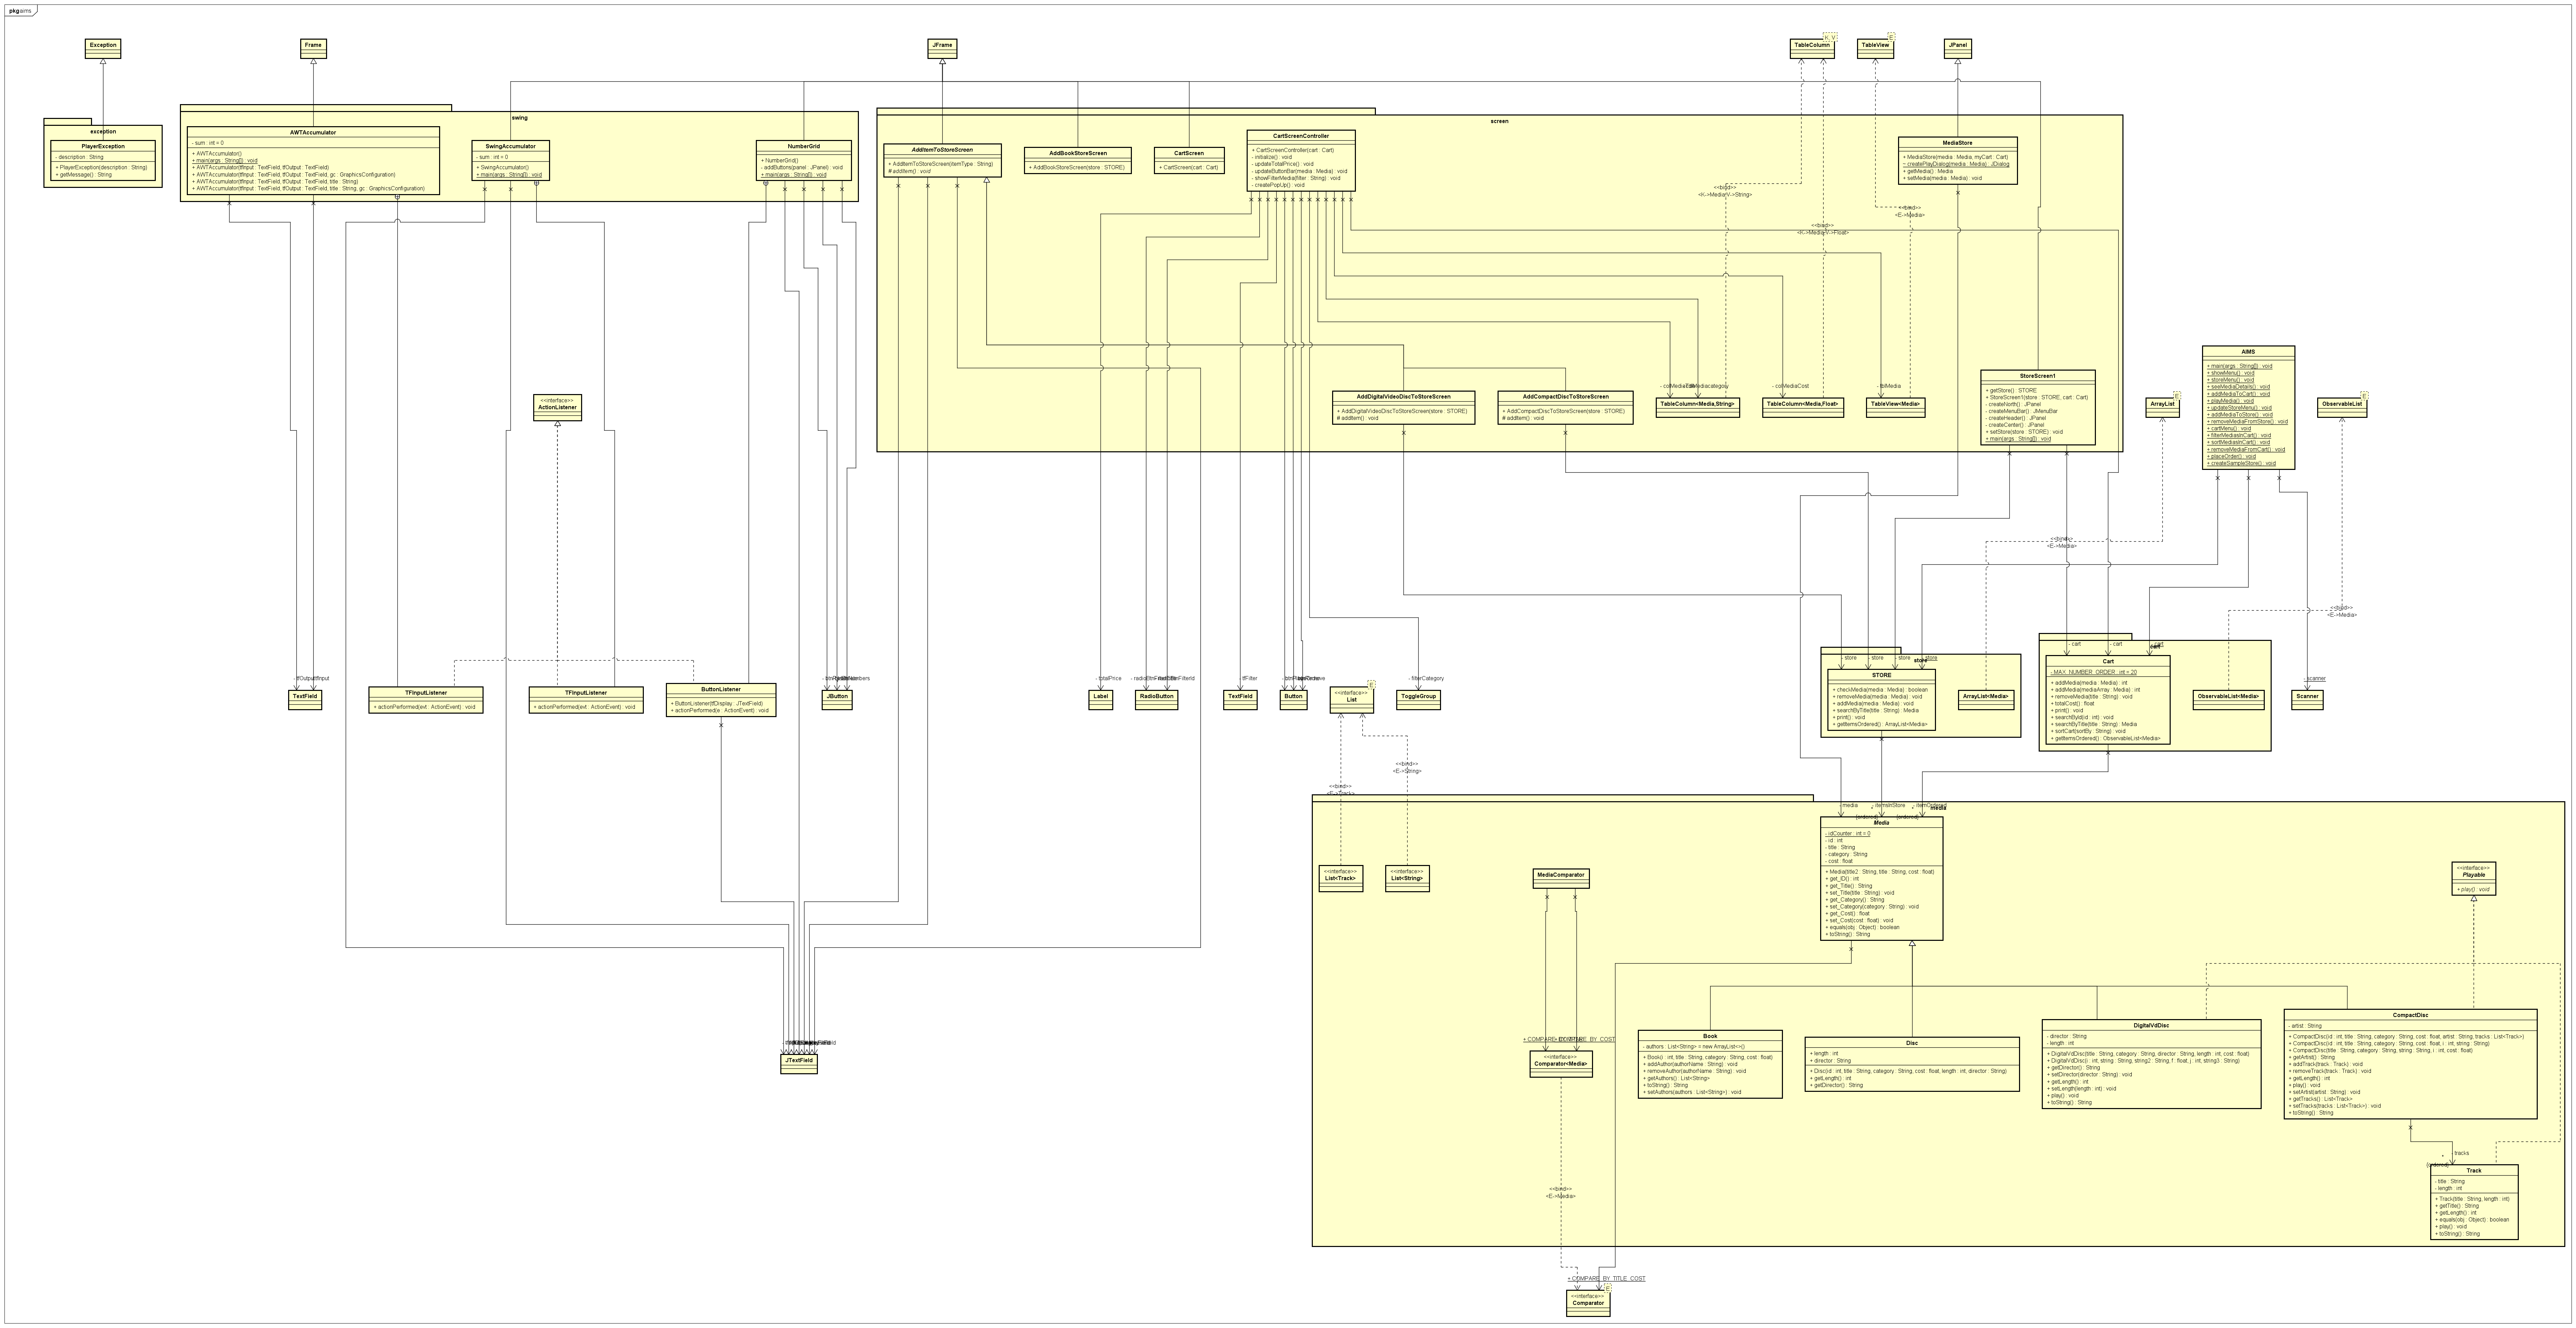 pkg aims
Exception
Frame
JFrame
K, V
TableColumn
E
TableView
JPanel
exception
PlayerException
- description : String
+ PlayerException(description : String)
+ getMessage() : String
swing
AWTAccumulator
- sum : int = 0
+ AWTAccumulator()
+ main(args : String[]) : void
+ AWTAccumulator(tfInput : TextField, tfOutput : TextField)
+ AWTAccumulator(tfInput : TextField, tfOutput : TextField, gc : GraphicsConfiguration)
+ AWTAccumulator(tfInput : TextField, tfOutput : TextField, title : String)
+ AWTAccumulator(tfInput : TextField, tfOutput : TextField, title : String, gc : GraphicsConfiguration)
SwingAccumulator
- sum : int = 0
+ SwingAccumulator()
+ main(args : String[]) : void
NumberGrid
+ NumberGrid()
- addButtons(panel : JPanel) : void
+ main(args : String[]) : void
screen
AddItemToStoreScreen
+ AddItemToStoreScreen(itemType : String)
# addItem() : void
AddBookStoreScreen
+ AddBookStoreScreen(store : STORE)
CartScreen
+ CartScreen(cart : Cart)
CartScreenController
+ CartScreenController(cart : Cart)
- initialize() : void
- updateTotalPrice() : void
- updateButtonBar(media : Media) : void
- showFilterMedia(filter : String) : void
- createPopUp() : void
MediaStore
+ MediaStore(media : Media, myCart : Cart)
- createPlayDialog(media : Media) : JDialog
+ getMedia() : Media
+ setMedia(media : Media) : void
<<bind>>
<K->Media,V->String>
<<bind>>
<E->Media>
<<bind>>
<K->Media,V->Float>
AddDigitalVideoDiscToStoreScreen
+ AddDigitalVideoDiscToStoreScreen(store : STORE)
# addItem() : void
AddCompactDiscToStoreScreen
+ AddCompactDiscToStoreScreen(store : STORE)
# addItem() : void
TableColumn<Media,String>
- colMediaCost
TableColumn<Media,Float>
- tblMedia
TableView<Media>
StoreScreen1
+ getStore() : STORE
+ StoreScreen1(store : STORE, cart : Cart)
- createNorth() : JPanel
- createMenuBar() : JMenuBar
- createHeader() : JPanel
- createCenter() : JPanel
+ setStore(store : STORE) : void
+ main(args : String[]) : void
AIMS
+ main(args : String[]) : void
+ showMenu() : void
+ storeMenu() : void
+ seeMediaDetails() : void
+ addMediaToCart() : void
+ playMedia() : void
+ updateStoreMenu() : void
+ addMediaToStore() : void
+ removeMediaFromStore() : void
+ cartMenu() : void
+ filterMediasInCart() : void
+ sortMediasInCart() : void
+ removeMediaFromCart() : void
+ placeOrder() : void
+ createSampleStore() : void
E
ArrayList
E
ObservableList
<<interface>>
ActionListener
<<bind>>
<E->Media>
<<bind>>
<E->Media>
TextField
TFInputListener
+ actionPerformed(evt : ActionEvent) : void
TFInputListener
+ actionPerformed(evt : ActionEvent) : void
ButtonListener
+ ButtonListener(tfDisplay : JTextField)
+ actionPerformed(e : ActionEvent) : void
JButton
- totalPrice
Label
RadioButton
- tfFilter
TextField
Button
<<interface>>
List
E
- filterCategory
ToggleGroup
store
- store
- store
- store
- store
STORE
+ checkMedia(media : Media) : boolean
+ removeMedia(media : Media) : void
+ addMedia(media : Media) : void
+ searchByTitle(title : String) : Media
+ print() : void
+ getItemsOrdered() : ArrayList<Media>
ArrayList<Media>
- cart
- cart
- cart
Cart
- MAX_NUMBER_ORDER : int = 20
+ addMedia(media : Media) : int
+ addMedia(mediaArray : Media) : int
+ removeMedia(title : String) : void
+ totalCost() : float
+ print() : void
+ searchById(id : int) : void
+ searchByTitle(title : String) : Media
+ sortCart(sortBy : String) : void
+ getItemsOrdered() : ObservableList<Media>
ObservableList<Media>
- scanner
Scanner
<<bind>>
<E->String>
<<bind>>
<E->Track>
media
- media
- itemsInStore
- itemOrdered
{ordered}
{ordered}
Media
- idCounter : int = 0
- id : int
- title : String
- category : String
- cost : float
+ Media(title2 : String, title : String, cost : float)
+ get_ID() : int
+ get_Title() : String
+ set_Title(title : String) : void
+ get_Category() : String
+ set_Category(category : String) : void
+ get_Cost() : float
+ set_Cost(cost : float) : void
+ equals(obj : Object) : boolean
+ toString() : String
<<interface>>
List<Track>
<<interface>>
List<String>
MediaComparator
<<interface>>
Playable
+ play() : void
<<interface>>
Comparator<Media>
Book
- authors : List<String> = new ArrayList<>()
+ Book(i : int, title : String, category : String, cost : float)
+ addAuthor(authorName : String) : void
+ removeAuthor(authorName : String) : void
+ getAuthors() : List<String>
+ toString() : String
+ setAuthors(authors : List<String>) : void
Disc
+ length : int
+ director : String
+ Disc(id : int, title : String, category : String, cost : float, length : int, director : String)
+ getLength() : int
+ getDirector() : String
DigitalVdDisc
- director : String
- length : int
+ DigitalVdDisc(title : String, category : String, director : String, length : int, cost : float)
+ DigitalVdDisc(i : int, string : String, string2 : String, f : float, j : int, string3 : String)
+ getDirector() : String
+ setDirector(director : String) : void
+ getLength() : int
+ setLength(length : int) : void
+ play() : void
+ toString() : String
CompactDisc
- artist : String
+ CompactDisc(id : int, title : String, category : String, cost : float, artist : String, tracks : List<Track>)
+ CompactDisc(id : int, title : String, category : String, cost : float, i : int, string : String)
+ CompactDisc(title : String, category : String, string : String, i : int, cost : float)
+ getArtist() : String
+ addTrack(track : Track) : void
+ removeTrack(track : Track) : void
+ getLength() : int
+ play() : void
+ setArtist(artist : String) : void
+ getTracks() : List<Track>
+ setTracks(tracks : List<Track>) : void
+ toString() : String
JTextField
- tracks
{ordered}
Track
- title : String
- length : int
+ Track(title : String, length : int)
+ getTitle() : String
+ getLength() : int
+ equals(obj : Object) : boolean
+ play() : void
+ toString() : String
<<bind>>
<E->Media>
+ COMPARE_BY_TITLE_COST
E
<<interface>>
Comparator